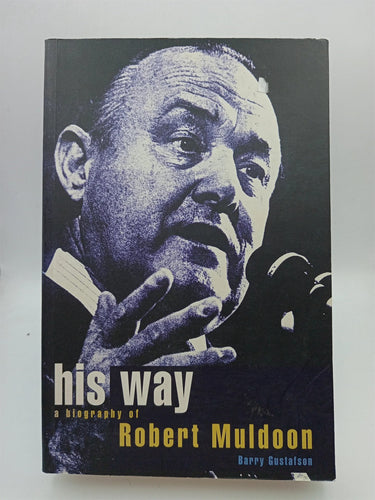 his way
a biography of
Robert Muldoon
Barry Gustafson